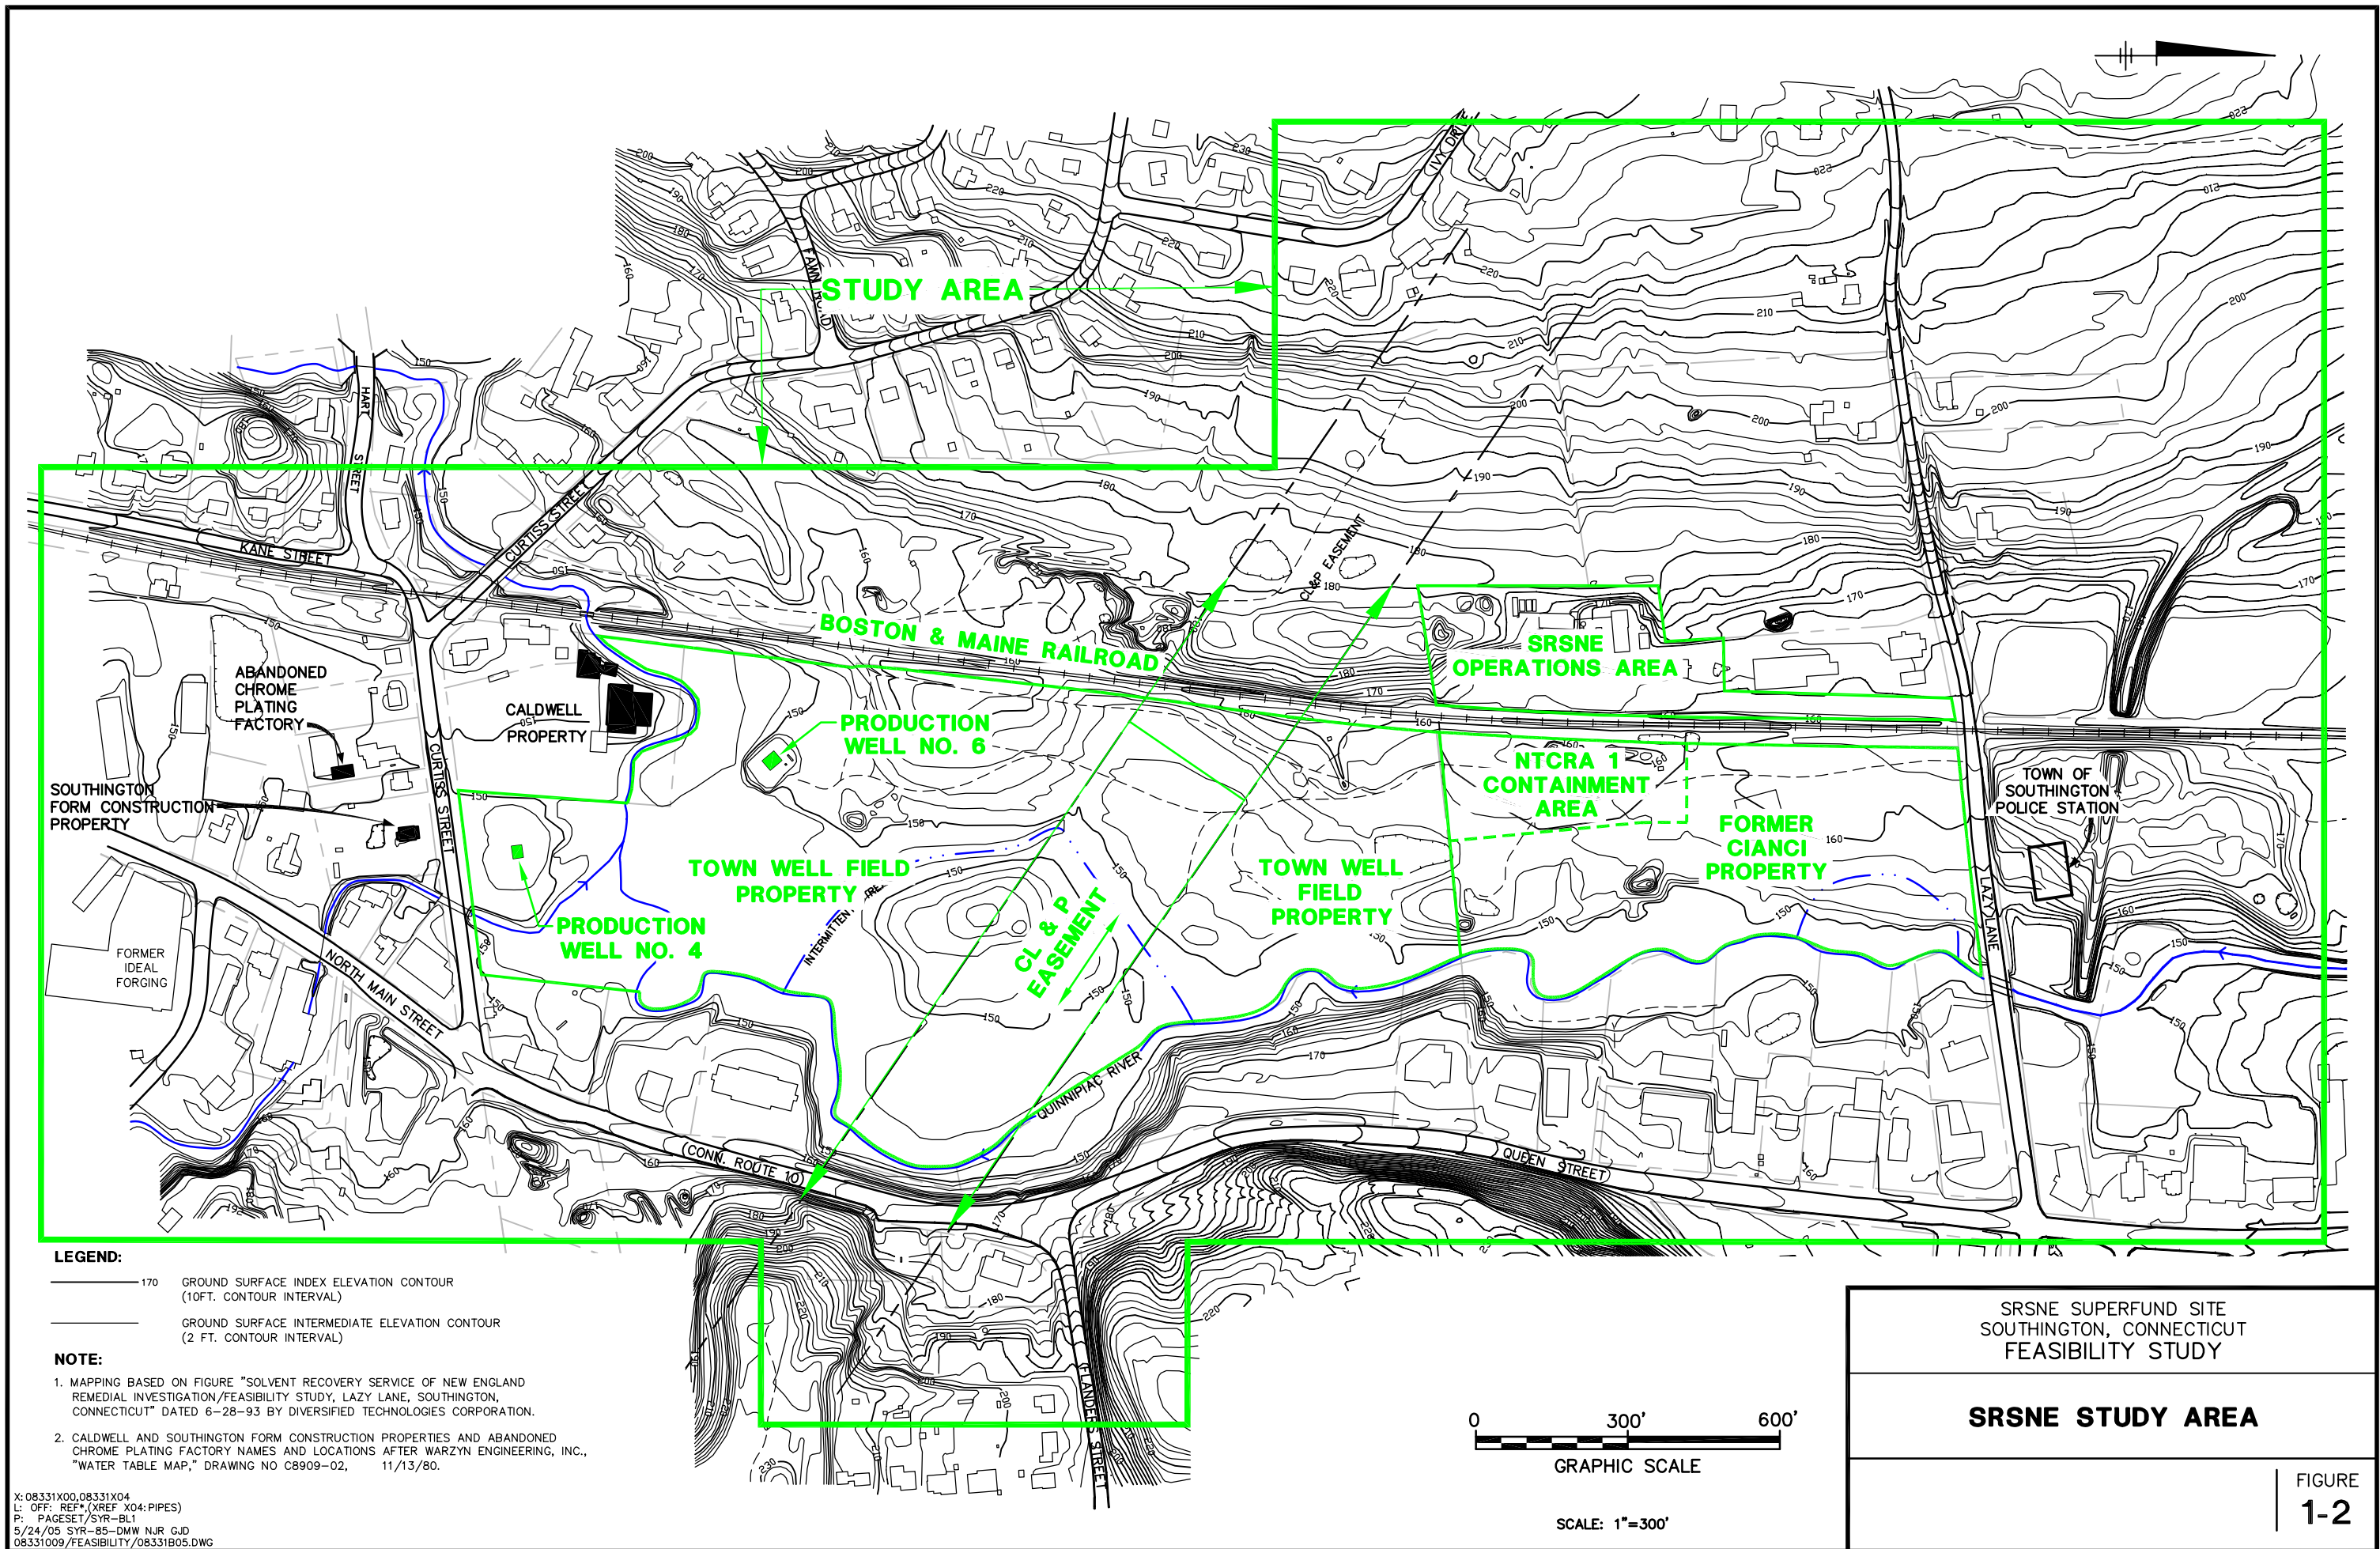 STUDY AREA
FAWN ROAD
IVY DRIVE
HART
STREET
KANE STREET
CURTISS STREET
CL&P EASEMENT
BOSTON & MAINE RAILROAD
SRSNE
OPERATIONS AREA
ABANDONED
CHROME
PLATING
FACTORY
CALDWELL
PROPERTY
PRODUCTION
WELL NO. 6
NTCRA 1
CONTAINMENT
AREA
TOWN OF
SOUTHINGTON
POLICE STATION
SOUTHINGTON
FORM CONSTRUCTION
PROPERTY
CURTISS STREET
FORMER
CIANCI
PROPERTY
TOWN WELL FIELD
PROPERTY
TOWN WELL
FIELD
PROPERTY
PRODUCTION
WELL NO. 4
CL & P
EASEMENT
LAZY LANE
FORMER
IDEAL
FORGING
NORTH MAIN STREET
QUINNIPIAC RIVER
(CONN. ROUTE 10)
QUEEN STREET
FLANDERS STREET
LEGEND:
170 GROUND SURFACE INDEX ELEVATION CONTOUR
(10FT. CONTOUR INTERVAL)
GROUND SURFACE INTERMEDIATE ELEVATION CONTOUR
(2 FT. CONTOUR INTERVAL)
NOTE:
1. MAPPING BASED ON FIGURE "SOLVENT RECOVERY SERVICE OF NEW ENGLAND
REMEDIAL INVESTIGATION/FEASIBILITY STUDY, LAZY LANE, SOUTHINGTON,
CONNECTICUT" DATED 6-28-93 BY DIVERSIFIED TECHNOLOGIES CORPORATION.
2. CALDWELL AND SOUTHINGTON FORM CONSTRUCTION PROPERTIES AND ABANDONED
CHROME PLATING FACTORY NAMES AND LOCATIONS AFTER WARZYN ENGINEERING, INC.,
"WATER TABLE MAP," DRAWING NO C8909-02, 11/13/80.
X: 08331X00,08331X04
L: OFF: REF*,(XREF X04:PIPES)
P: PAGESET/SYR-BL1
5/24/05 SYR-85-DMW NJR GJD
08331009/FEASIBILITY/08331B05.DWG
0 300' 600'
GRAPHIC SCALE
SCALE: 1"=300'
SRSNE SUPERFUND SITE
SOUTHINGTON, CONNECTICUT
FEASIBILITY STUDY
SRSNE STUDY AREA
FIGURE
1-2